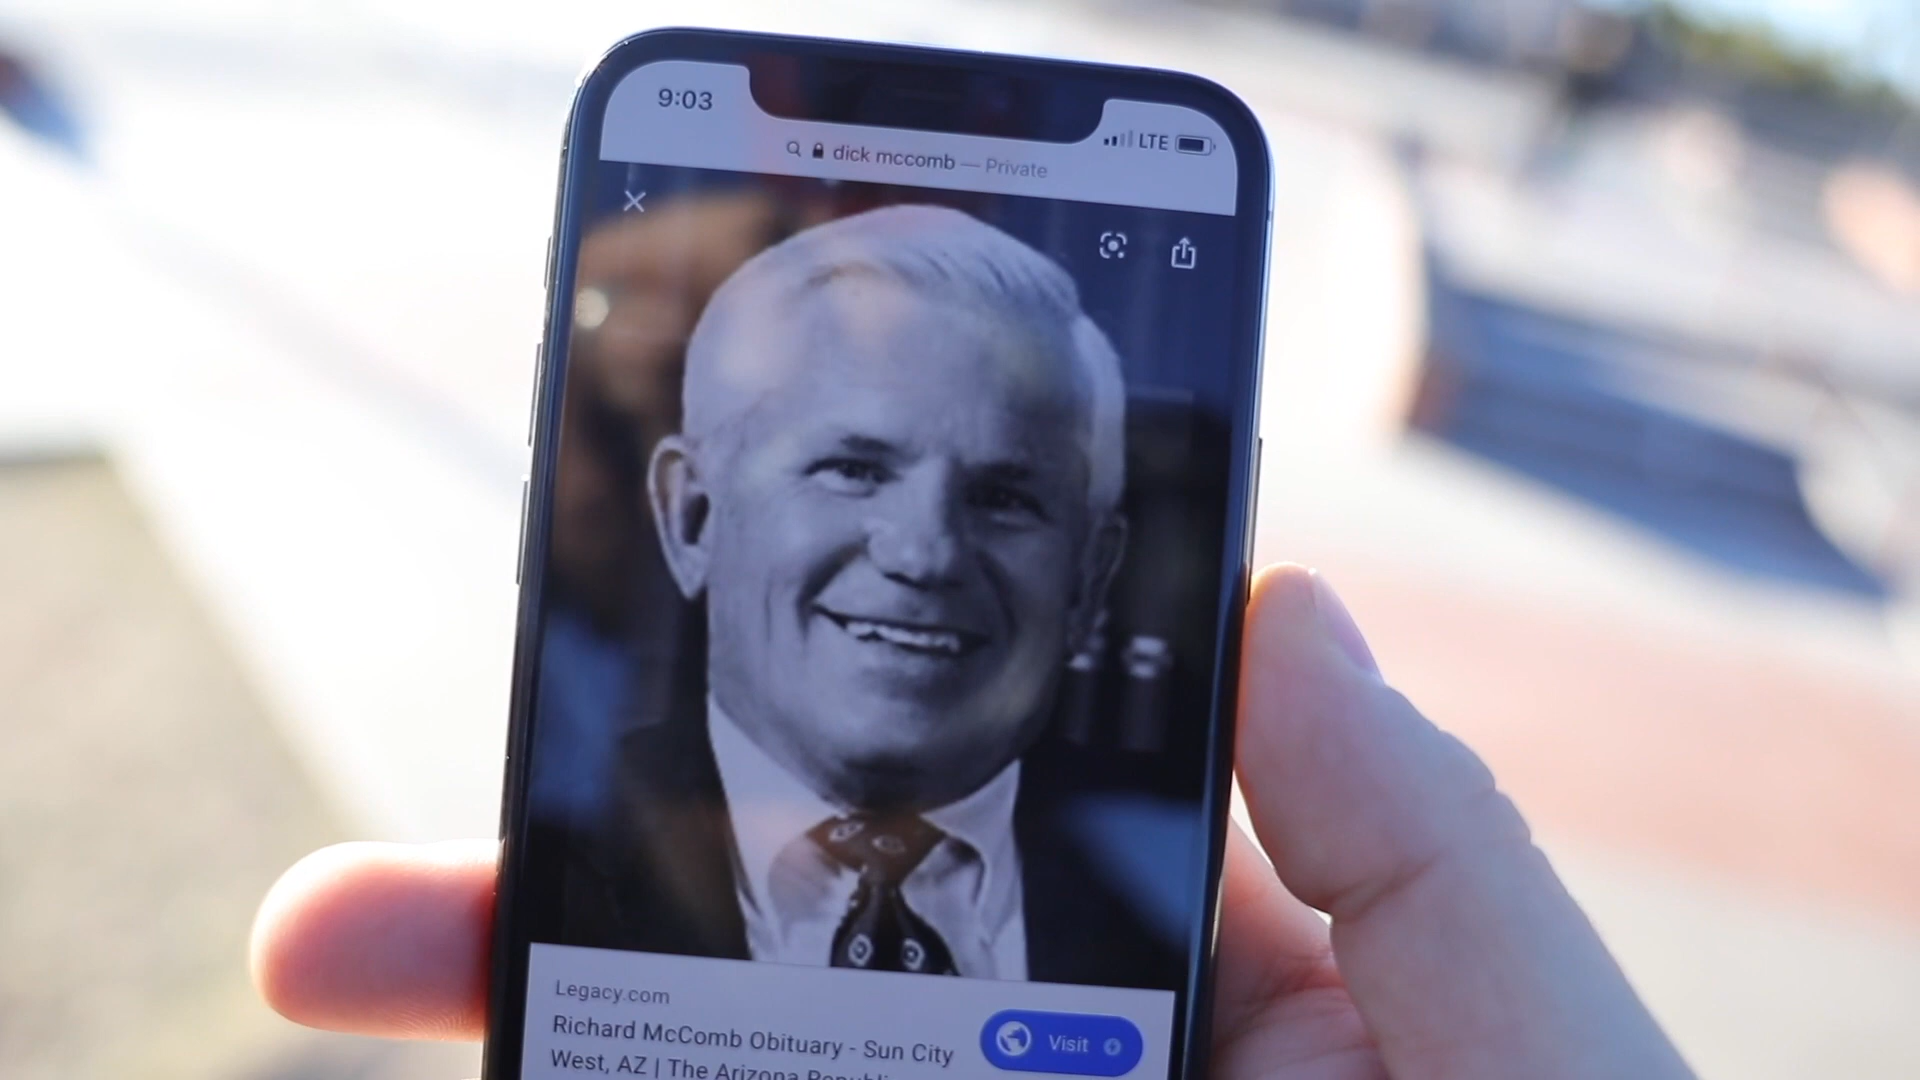 9:03
LTE
dick mccomb — Private
Legacy.com
Richard McComb Obituary - Sun City
West, AZ | The Arizona
Visit